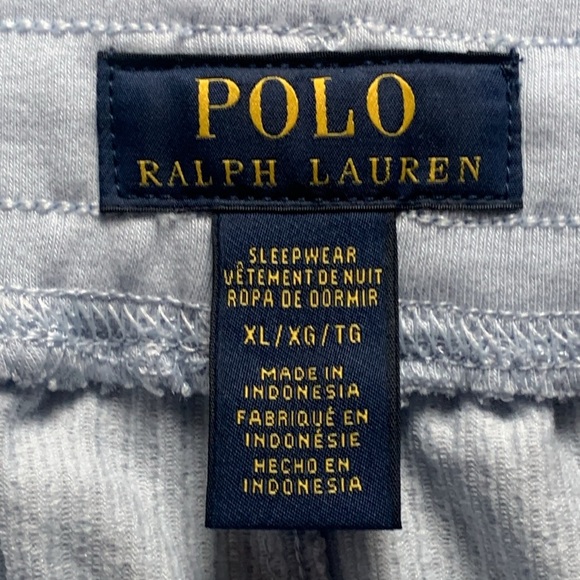 POLO
RALPH LAUREN
SLEEPWEAR
VÊTEMENT DE NUIT
ROPA DE DORMIR
XL/XG/TG
MADE IN
INDONESIA
FABRIQUÉ EN
INDONÉSIE
HECHO EN
INDONESIA